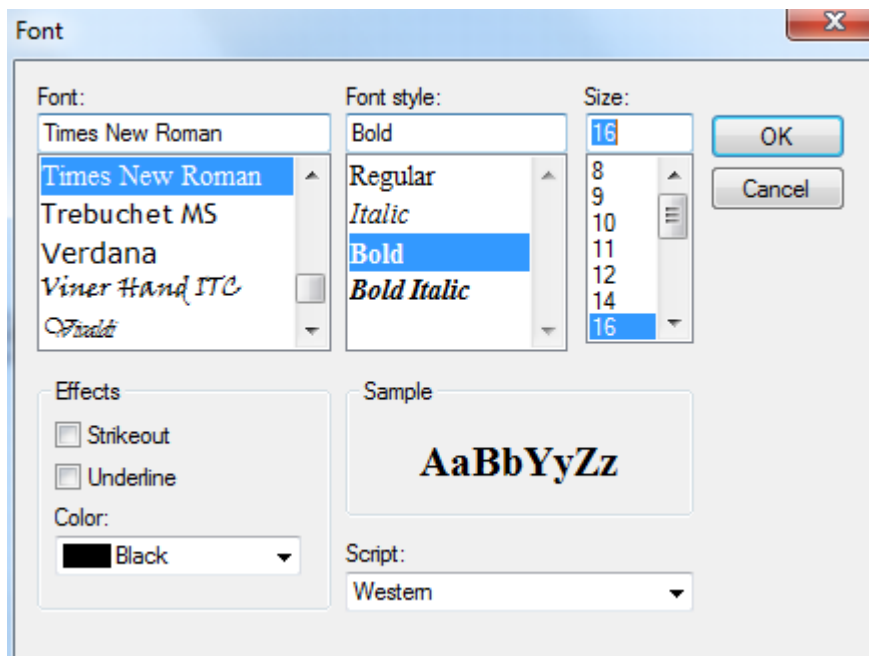 Font
Font:
Times New Roman
Times New Roman
Trebuchet MS
Verdana
Viner Hand ITC
Vivaldi
Font style:
Bold
Regular
Italic
Bold
Bold Italic
Size:
16
8
9
10
11
12
14
16
OK
Cancel
Effects
Strikeout
Underline
Color:
Black
Sample
AaBbYyZz
Script:
Western